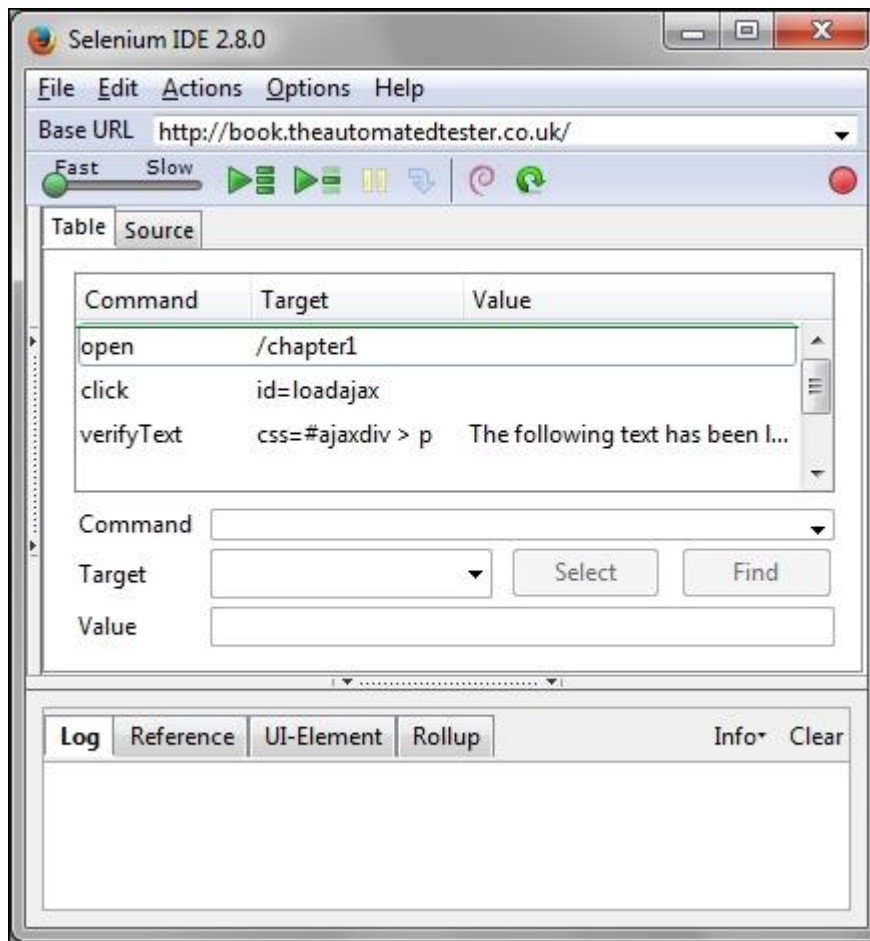 Selenium IDE 2.8.0
File Edit Actions Options Help
Base URL http://book.theautomatedtester.co.uk/
Fast Slow
Table Source
Command Target Value
open /chapter1
click id=loadajax
verifyText css=#ajaxdiv > p The following text has been l...
Command
Target Select Find
Value
Log Reference UI-Element Rollup Info Clear